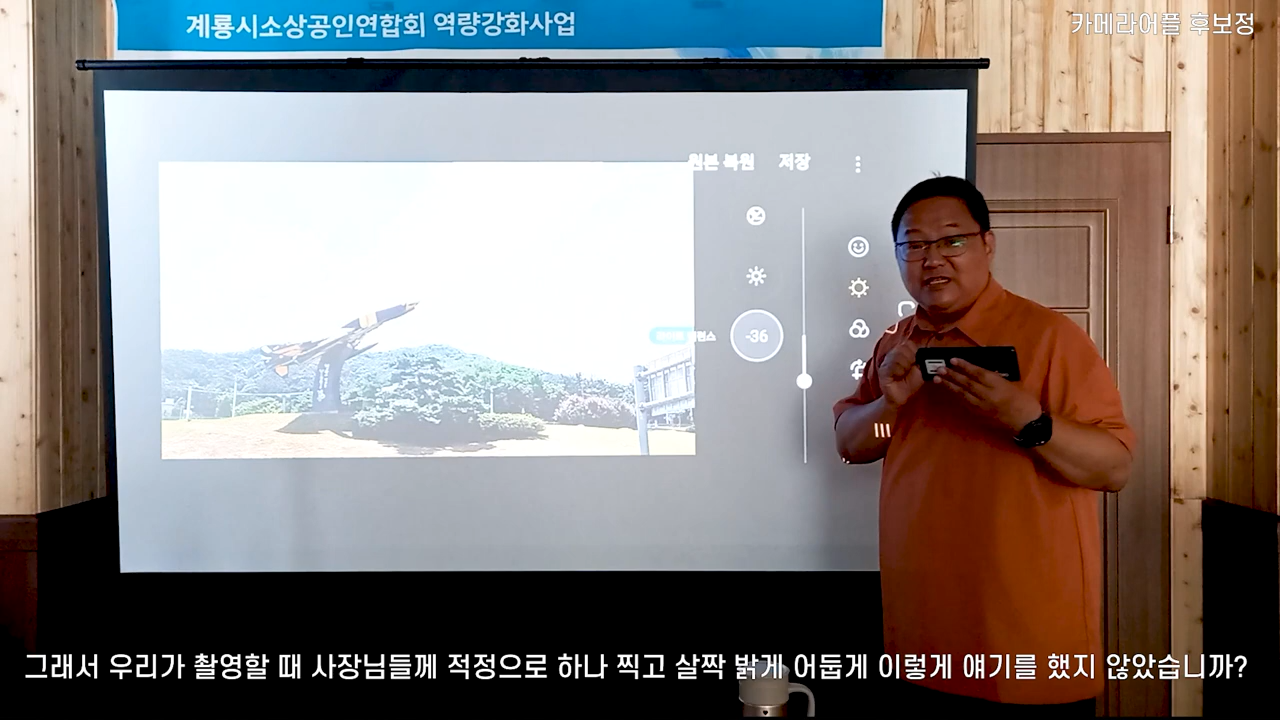 계룡시소상공인연합회 역량강화사업
카메라어플 후보정
원본 복원 저장
-36
그래서 우리가 촬영할 때 사장님들께 적정으로 하나 찍고 살짝 밝게 어둡게 이렇게 얘기를 했지 않았습니까?